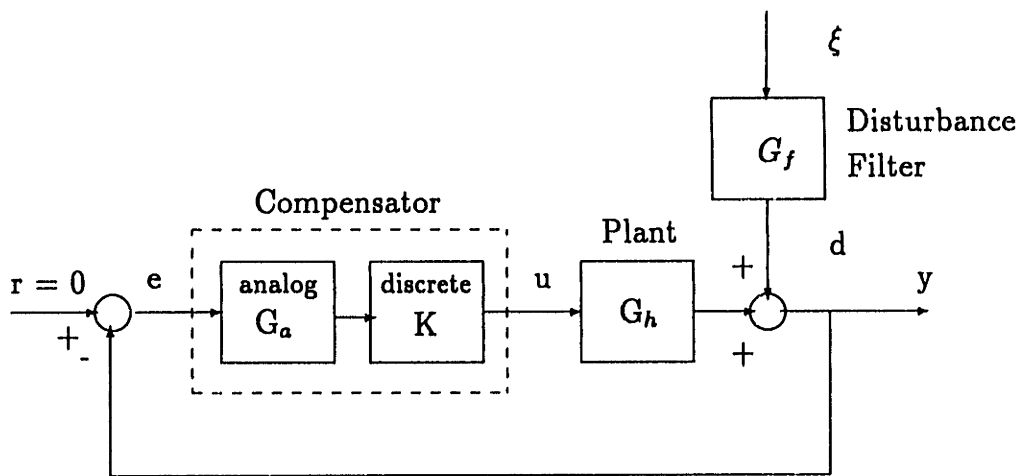 ξ
Disturbance
Filter
G_f
Compensator
Plant
d
+
r = 0
e
analog
G_a
discrete
K
u
G_h
y
+
-
+